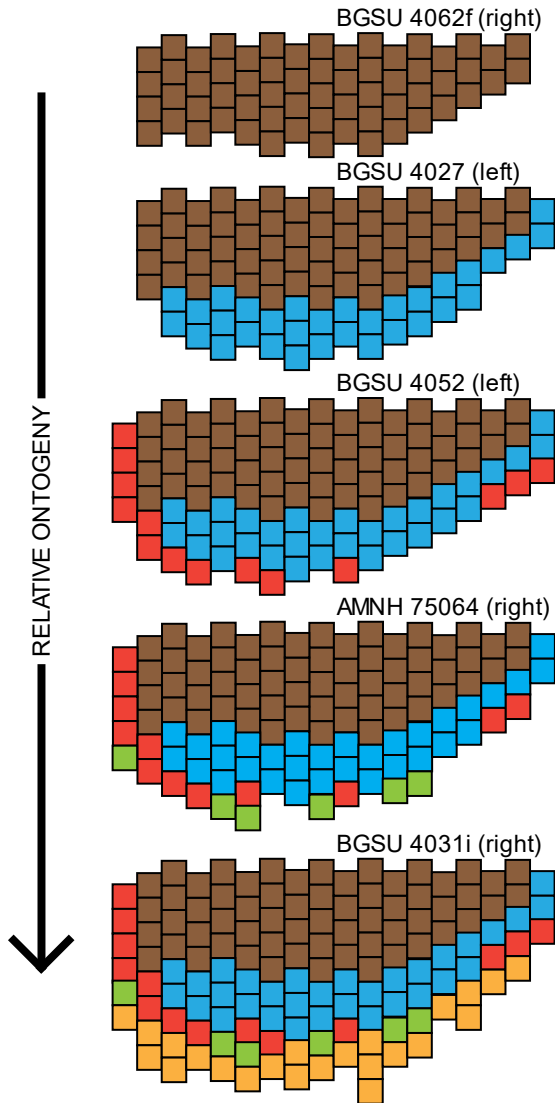 BGSU 4062f (right)
BGSU 4027 (left)
BGSU 4052 (left)
RELATIVE ONTOGENY
AMNH 75064 (right)
BGSU 4031i (right)